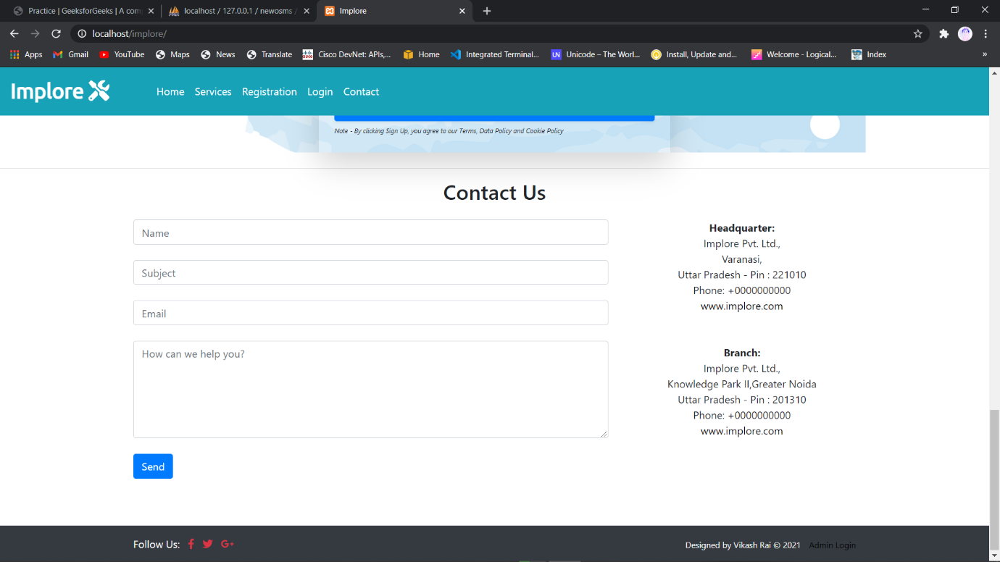 Practice | GeeksforGeeks | A com
localhost / 127.0.0.1 / newosms /
Implore
localhost/implore/
Apps
Gmail
YouTube
Maps
News
Translate
Cisco DevNet: APIs,...
Home
Integrated Terminal...
UN
Unicode – The Worl...
Install, Update and...
Welcome - Logical...
Index
»
Implore
Home
Services
Registration
Login
Contact
Note - By clicking Sign Up, you agree to our Terms, Data Policy and Cookie Policy
Contact Us
Name
Subject
Email
How can we help you?
Send
Headquarter:
Implore Pvt. Ltd.,
Varanasi,
Uttar Pradesh - Pin : 221010
Phone: +0000000000
www.implore.com
Branch:
Implore Pvt. Ltd.,
Knowledge Park II,Greater Noida
Uttar Pradesh - Pin : 201310
Phone: +0000000000
www.implore.com
Follow Us:
Designed by Vikash Rai © 2021 Admin Login